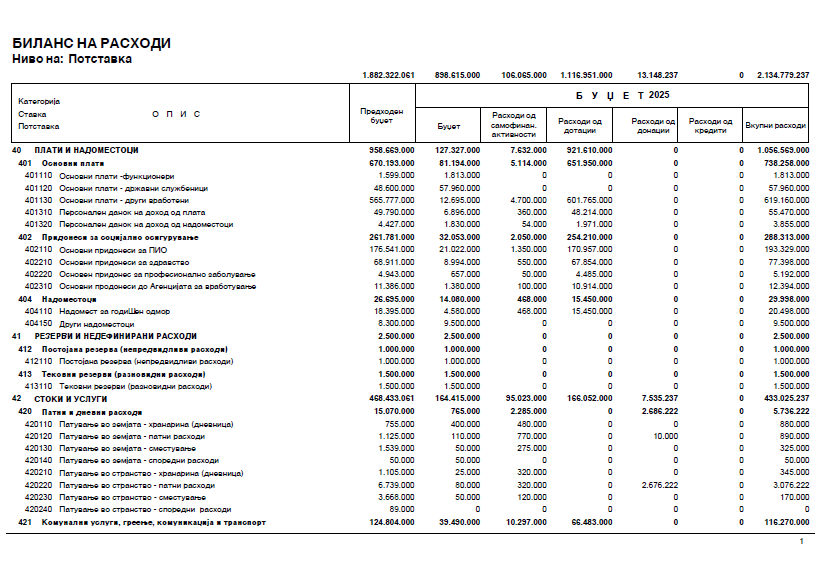 БИЛАНС НА РАСХОДИ
Ниво на: Потставка
1.882.322.061 898.615.000 106.065.000 1.116.951.000 13.148.237 0 2.134.779.237
Категорија
Ставка О П И С
Потставка
Предходен буџет
Б У Џ Е Т 2025
Буџет
Расходи од самофинан. активности
Расходи од дотации
Расходи од донации
Расходи од кредити
Вкупни расходи
40 ПЛАТИ И НАДОМЕСТОЦИ 958.669.000 127.327.000 7.632.000 921.610.000 0 0 1.056.569.000
401 Основни плати 670.193.000 81.194.000 5.114.000 651.950.000 0 0 738.258.000
401110 Основни плати -функционери 1.599.000 1.813.000 0 0 0 0 1.813.000
401120 Основни плати - државни службеници 48.600.000 57.960.000 0 0 0 0 57.960.000
401130 Основни плати - други вработени 565.777.000 12.695.000 4.700.000 601.765.000 0 0 619.160.000
401310 Персонален данок на доход од плата 49.790.000 6.896.000 360.000 48.214.000 0 0 55.470.000
401320 Персонален данок на доход од надоместоци 4.427.000 1.830.000 54.000 1.971.000 0 0 3.855.000
402 Придонеси за социјално осигурување 261.781.000 32.053.000 2.050.000 254.210.000 0 0 288.313.000
402110 Основни придонеси за ПИО 176.541.000 21.022.000 1.350.000 170.957.000 0 0 193.329.000
402210 Основни придонеси за здравство 68.911.000 8.994.000 550.000 67.854.000 0 0 77.398.000
402220 Основен придонес за професионално заболување 4.943.000 657.000 50.000 4.485.000 0 0 5.192.000
402310 Основни продонеси до Агенцијата за вработување 11.386.000 1.380.000 100.000 10.914.000 0 0 12.394.000
404 Надоместоци 26.695.000 14.080.000 468.000 15.450.000 0 0 29.998.000
404110 Надомест за годиШен одмор 18.395.000 4.580.000 468.000 15.450.000 0 0 20.498.000
404150 Други надоместоци 8.300.000 9.500.000 0 0 0 0 9.500.000
41 РЕЗЕРВИ И НЕДЕФИНИРАНИ РАСХОДИ 2.500.000 2.500.000 0 0 0 0 2.500.000
412 Постојана резерва (непредвидливи расходи) 1.000.000 1.000.000 0 0 0 0 1.000.000
412110 Постојана резерва (непредвидливи расходи) 1.000.000 1.000.000 0 0 0 0 1.000.000
413 Тековни резерви (разновидни расходи) 1.500.000 1.500.000 0 0 0 0 1.500.000
413110 Тековни резерви (разновидни расходи) 1.500.000 1.500.000 0 0 0 0 1.500.000
42 СТОКИ И УСЛУГИ 468.433.061 164.415.000 95.023.000 166.052.000 7.535.237 0 433.025.237
420 Патни и дневни расходи 15.070.000 765.000 2.285.000 0 2.686.222 0 5.736.222
420110 Патување во земјата - хранарина (дневница) 755.000 400.000 480.000 0 0 0 880.000
420120 Патување во земјата - патни расходи 1.125.000 110.000 770.000 0 10.000 0 890.000
420130 Патување во земјата - сместување 1.539.000 50.000 275.000 0 0 0 325.000
420140 Патување во земјата - споредни расходи 50.000 50.000 0 0 0 0 50.000
420210 Патување во странство - хранарина (дневница) 1.105.000 25.000 320.000 0 0 0 345.000
420220 Патување во странство - патни расходи 6.739.000 80.000 320.000 0 2.676.222 0 3.076.222
420230 Патување во странство - сместување 3.668.000 50.000 120.000 0 0 0 170.000
420240 Патување во странство - споредни расходи 89.000 0 0 0 0 0 0
421 Комунални услуги, греење, комуникација и транспорт 124.804.000 39.490.000 10.297.000 66.483.000 0 0 116.270.000
1